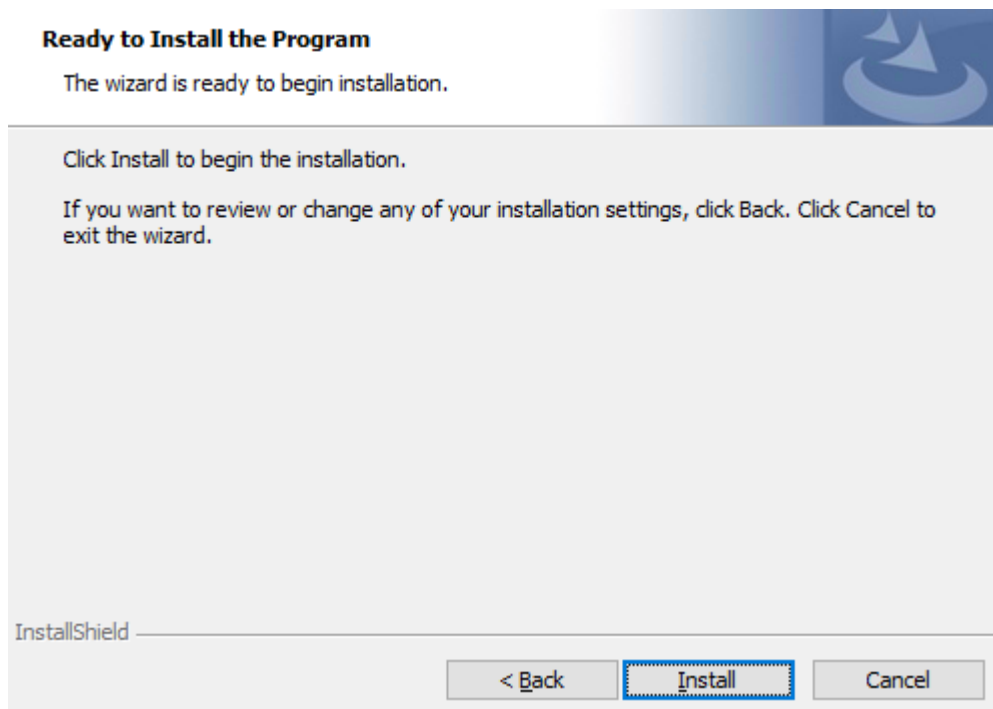 Ready to Install the Program
The wizard is ready to begin installation.
Click Install to begin the installation.
If you want to review or change any of your installation settings, click Back. Click Cancel to
exit the wizard.
InstallShield
< Back
Install
Cancel